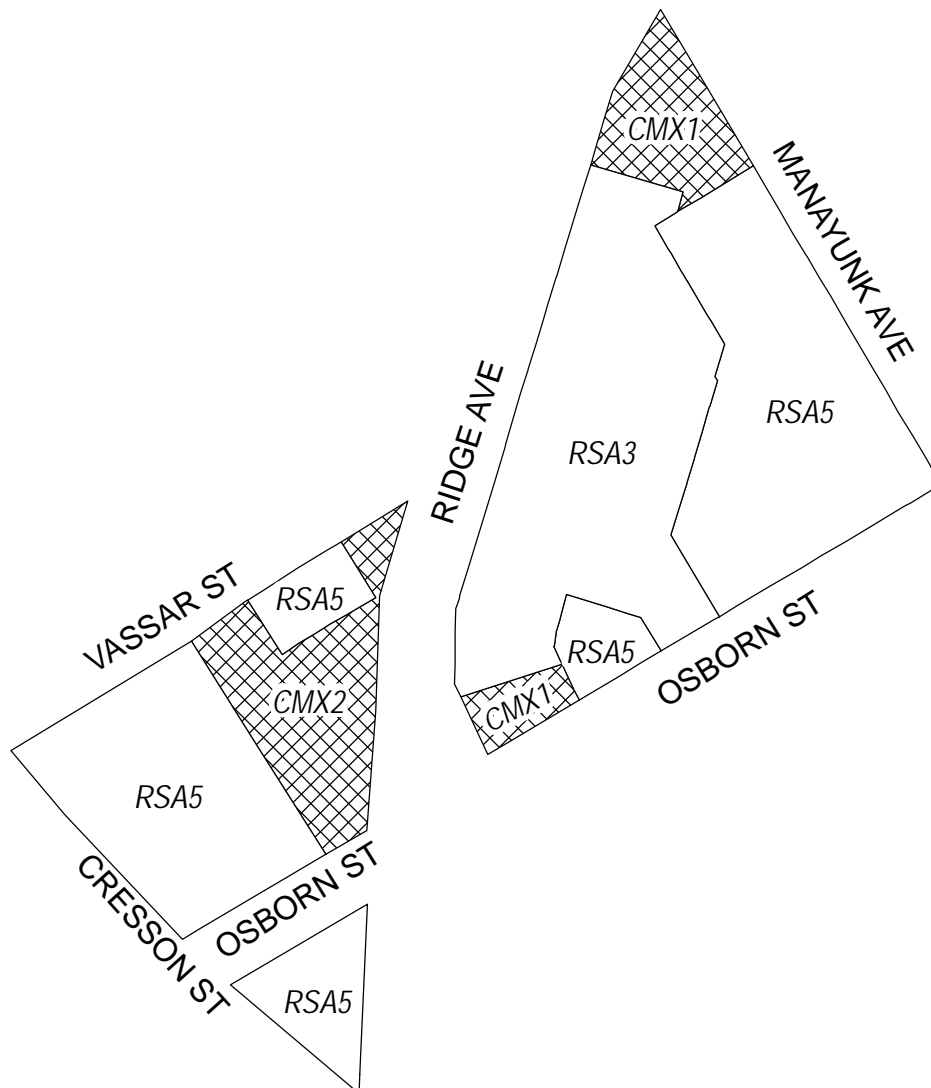 CMX1
MANAYUNK AVE
RIDGE AVE
RSA5
RSA3
VASSAR ST
RSA5
RSA5
OSBORN ST
CMX2
CMX1
RSA5
CRESSON ST
OSBORN ST
RSA5